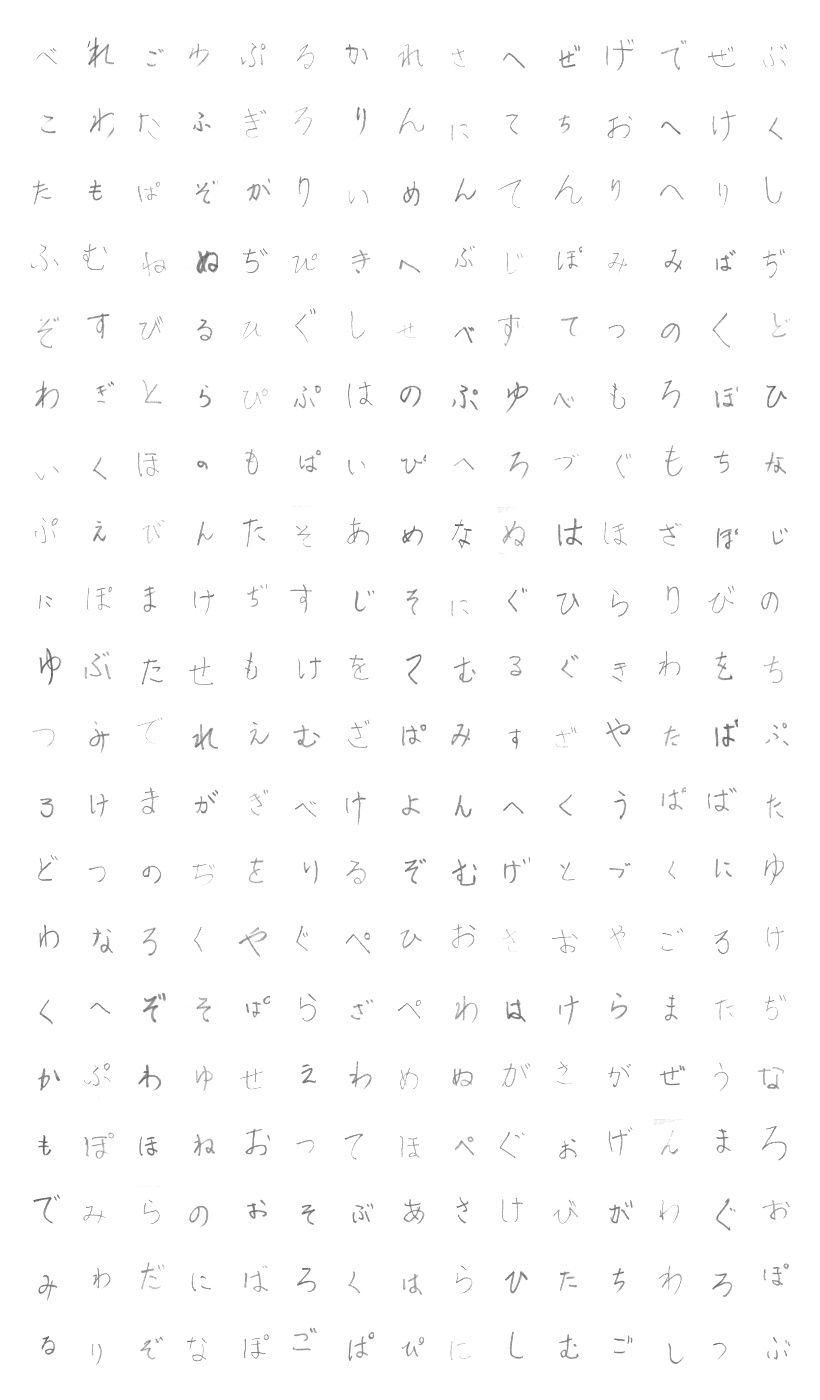 べれごゆぷるかれさへぜげでぜぶ
こわたふぎろりんにてちおへけく
たもぱぞがりいめんてんりへりし
ふむねぬぢぴきへぶじぽみみばぢ
ぞすびるひぐしせべずてつのくど
わぎとらぴぷはのぷゆべもろぼひ
いくほのもぱいびへろづぐもちな
ぷえびんたそあめなぬはほざぽじ
にぽまけぢすじそにぐひらりびの
ゆぶたせもけをてむるぐきわをち
つみでれえむざぱみすざやたばぷ
ろけまがぎべけよんへくうぱばた
どつのぢをりるぞむげとづくにゆ
わなろくやぐぺひおさおやごろけ
くへぞそぱらざぺわはけらまたぢ
かぷわゆせえわめぬがさがぜうな
もぽほねおってほぺぐおげんまろ
でみらのおそぶあさけびがわぐお
みわだにばろくはらひたちわろぽ
るりぞなぽごぱぴにしむごしつぶ